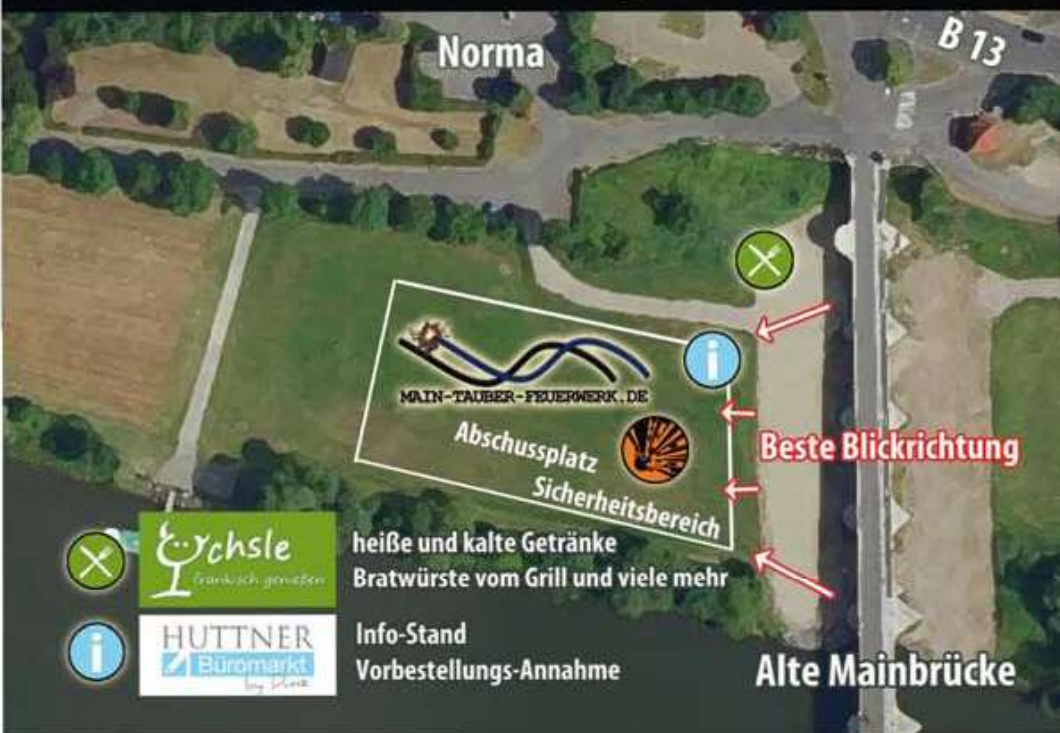 Norma
B 13
MAIN-TAUBER-FEUERWERK.DE
Abschussplatz
Sicherheitsbereich
Beste Blickrichtung
chsle
fränkisch genießen
heiße und kalte Getränke
Bratwürste vom Grill und viele mehr
HUTTNER
Büromarkt
Info-Stand
Vorbestellungs-Annahme
Alte Mainbrücke